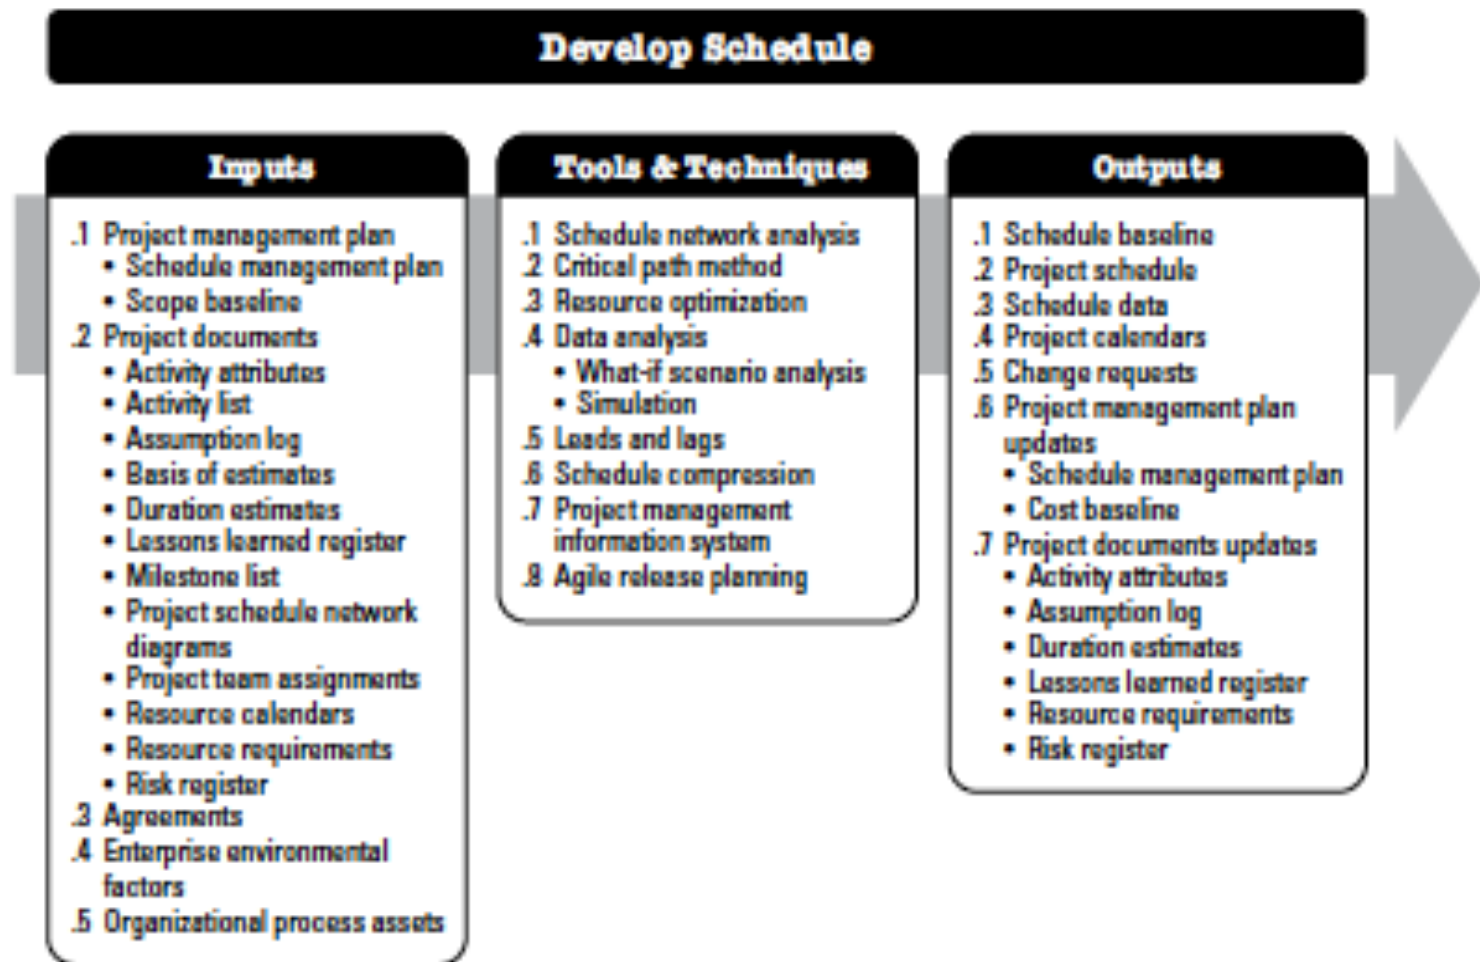 Develop Schedule
Inputs
.1 Project management plan
• Schedule management plan
• Scope baseline
.2 Project documents
• Activity attributes
• Activity list
• Assumption log
• Basis of estimates
• Duration estimates
• Lessons learned register
• Milestone list
• Project schedule network
diagrams
• Project team assignments
• Resource calendars
• Resource requirements
• Risk register
.3 Agreements
.4 Enterprise environmental
factors
.5 Organizational process assets
Tools & Techniques
.1 Schedule network analysis
.2 Critical path method
.3 Resource optimization
.4 Data analysis
• What-if scenario analysis
• Simulation
.5 Leads and lags
.6 Schedule compression
.7 Project management
information system
.8 Agile release planning
Outputs
.1 Schedule baseline
.2 Project schedule
.3 Schedule data
.4 Project calendars
.5 Change requests
.6 Project management plan
updates
• Schedule management plan
• Cost baseline
.7 Project documents updates
• Activity attributes
• Assumption log
• Duration estimates
• Lessons learned register
• Resource requirements
• Risk register